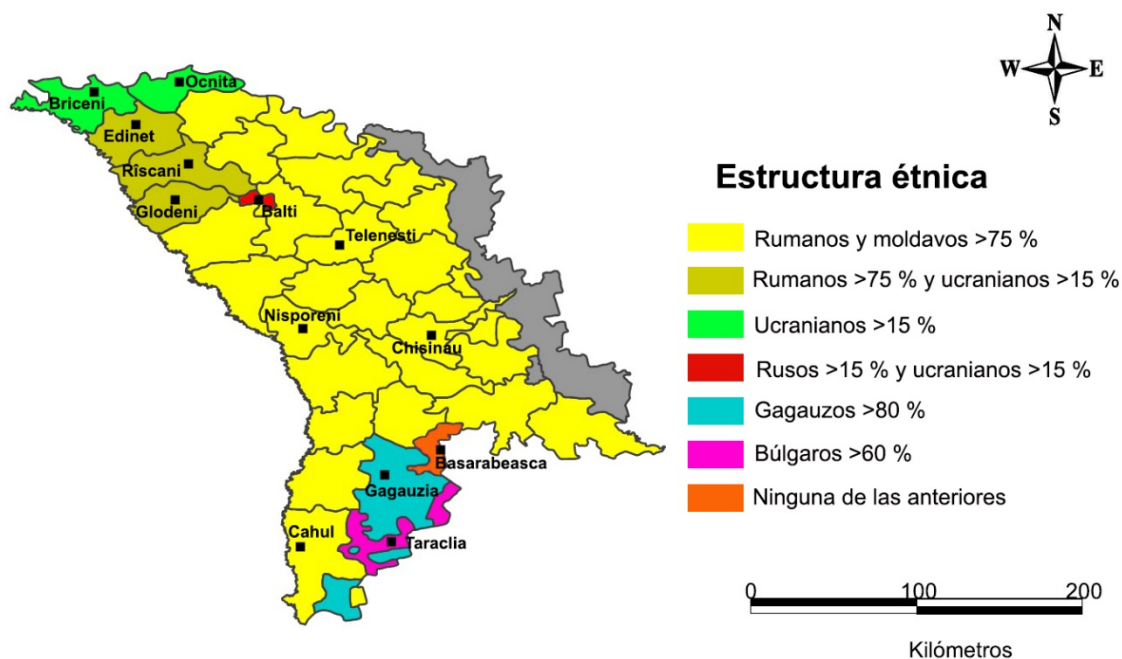 N
W E
S
Ocnita
Briceni
Edinet
Rîscani
Glodeni
Balti
Telenesti
Nisporeni
Chisinau
Basarabeasca
Gagauzia
Cahul
Taraclia
Estructura étnica
Rumanos y moldavos >75 %
Rumanos >75 % y ucranianos >15 %
Ucranianos >15 %
Rusos >15 % y ucranianos >15 %
Gagauzos >80 %
Búlgaros >60 %
Ninguna de las anteriores
0 100 200
Kilómetros